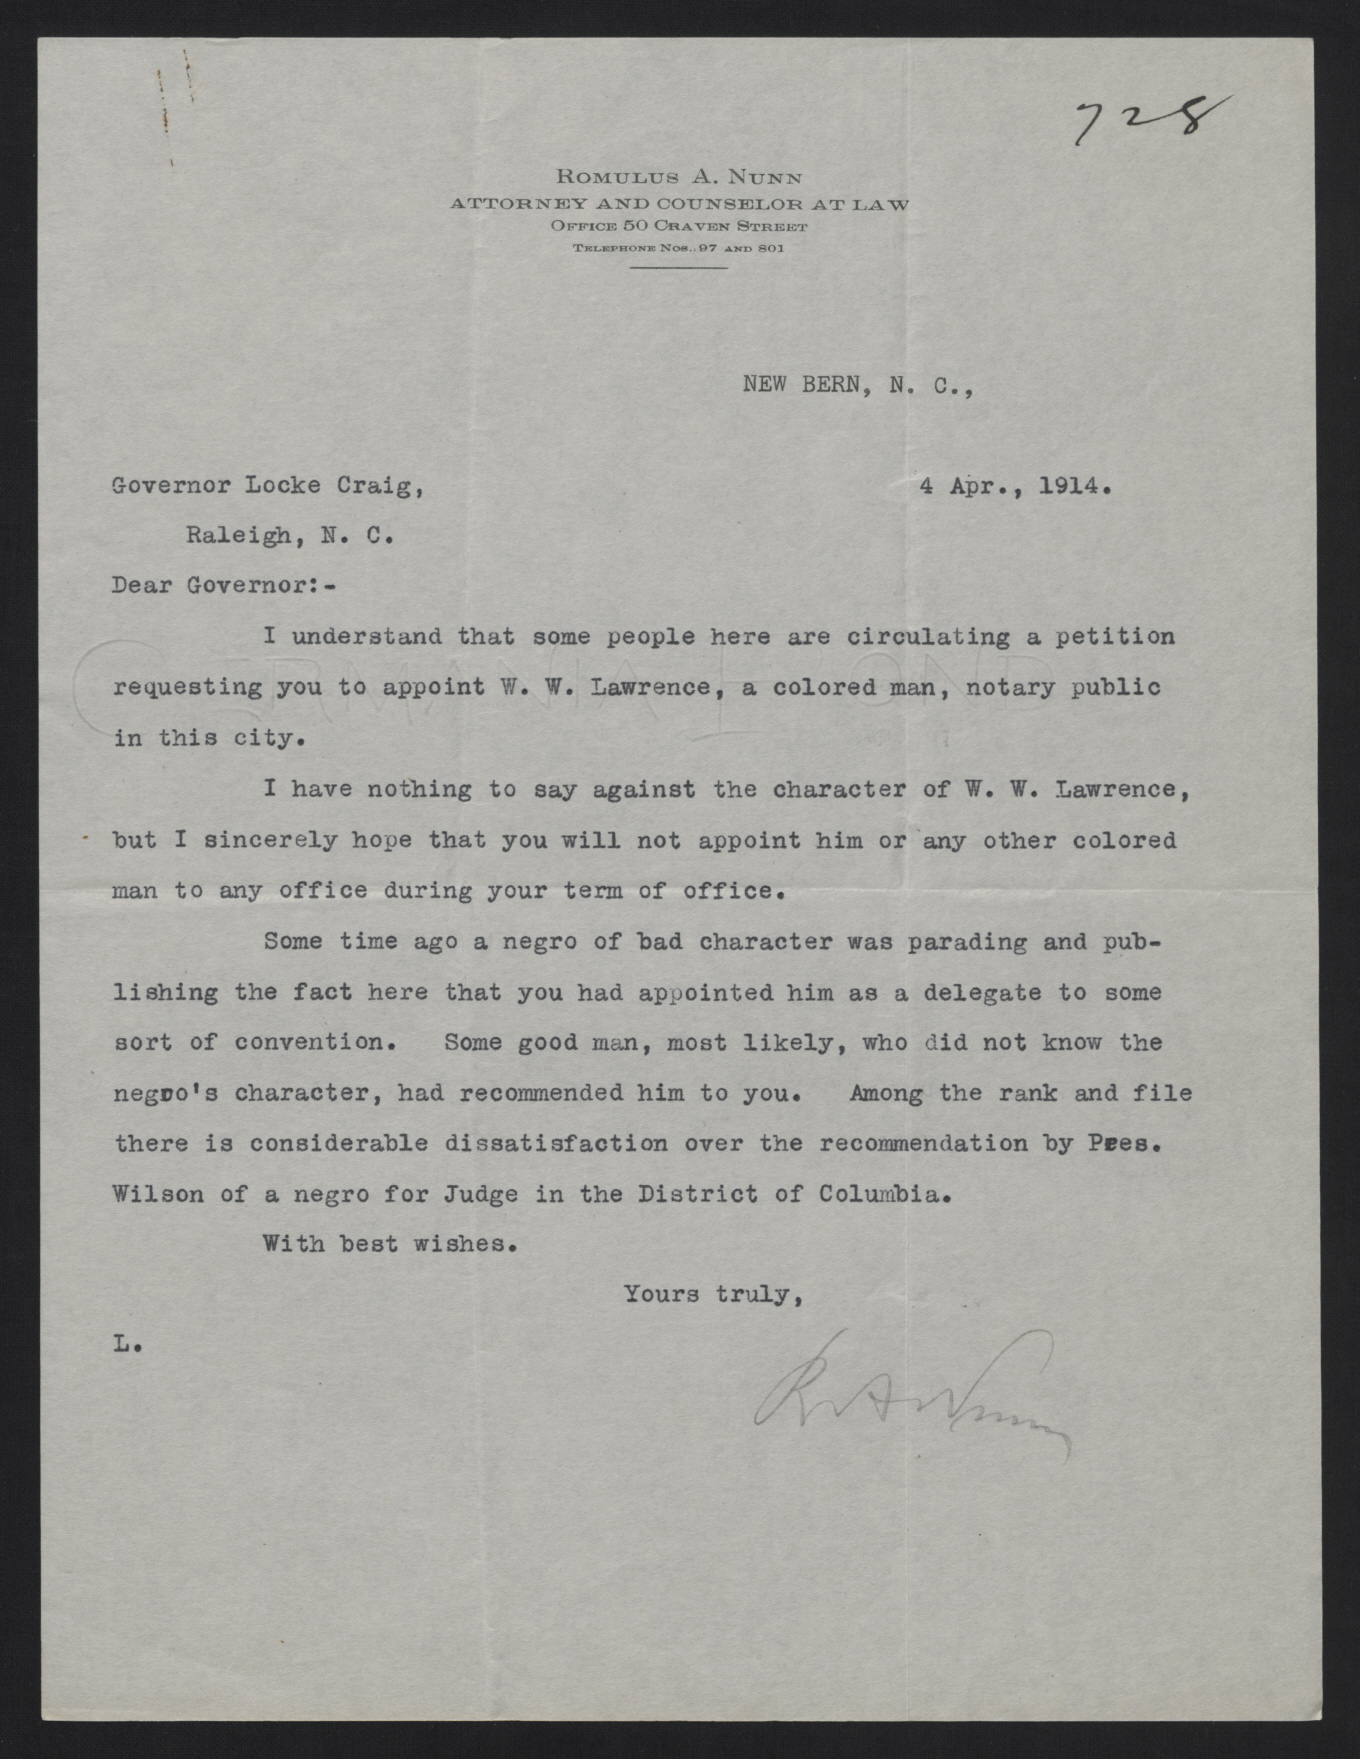 728
Romulus A. Nunn
Attorney and Counselor at Law
Office 50 Craven Street
Telephone Nos.. 97 and 801
NEW BERN, N. C.,
Governor Locke Craig, 4 Apr., 1914.
Raleigh, N. C.
Dear Governor:-
I understand that some people here are circulating a petition
requesting you to appoint W. W. Lawrence, a colored man, notary public
in this city.
I have nothing to say against the character of W. W. Lawrence,
but I sincerely hope that you will not appoint him or any other colored
man to any office during your term of office.
Some time ago a negro of bad character was parading and pub-
lishing the fact here that you had appointed him as a delegate to some
sort of convention. Some good man, most likely, who did not know the
negro's character, had recommended him to you. Among the rank and file
there is considerable dissatisfaction over the recommendation by Pres.
Wilson of a negro for Judge in the District of Columbia.
With best wishes.
Yours truly,
L.
R A Nunn